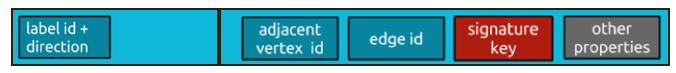 label id +
direction
adjacent
vertex id
edge id
signature
key
other
properties